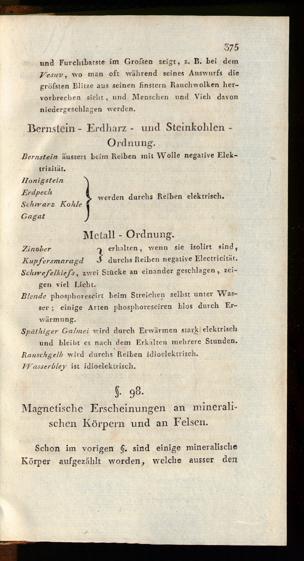 375
und Furchtbarste im Großen zeigt, z. B. bei dem
Vesuv, wo man oft während seines Auswurfs die
größten Blitze aus seinen finstern Rauchwolken her-
vorbrechen sieht, und Menschen und Vieh davon
niedergeschlagen werden.
Bernstein - Erdharz - und Steinkohlen -
Ordnung.
Bernstein äussert beim Reiben mit Wolle negative Elek-
trizität.
Honigstein
Erdpech
Schwarz Kohle
Gagat
} werden durchs Reiben elektrisch.
Metall - Ordnung.
Zinober
Kupfersmaragd
} erhalten, wenn sie isolirt sind,
durchs Reiben negative Electricität.
Schwefelkiess, zwei Stücke an einander geschlagen, zei-
gen viel Licht.
Blende phosphorescirt beim Streichen selbst unter Was-
ser; einige Arten phosphoresciren blos durch Er-
wärmung.
Späthiger Galmei wird durch Erwärmen stark elektrisch
und bleibt es nach dem Erkalten mehrere Stunden.
Rauschgelb wird durchs Reiben idioelektrisch.
Wasserbley ist idioelektrisch.
§. 98.
Magnetische Erscheinungen an minerali-
schen Körpern und an Felsen.
Schon im vorigen §. sind einige mineralische
Körper aufgezählt worden, welche ausser den